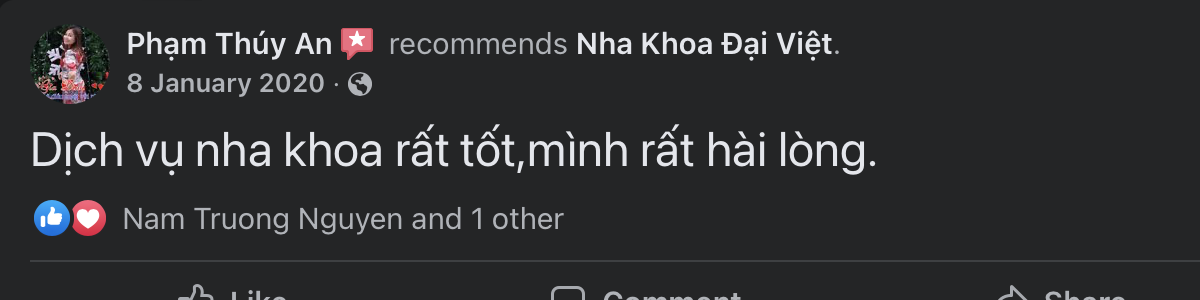 Phạm Thúy An recommends Nha Khoa Đại Việt.
8 January 2020 ·
Dịch vụ nha khoa rất tốt,mình rất hài lòng.
Nam Truong Nguyen and 1 other
Like Comment Share